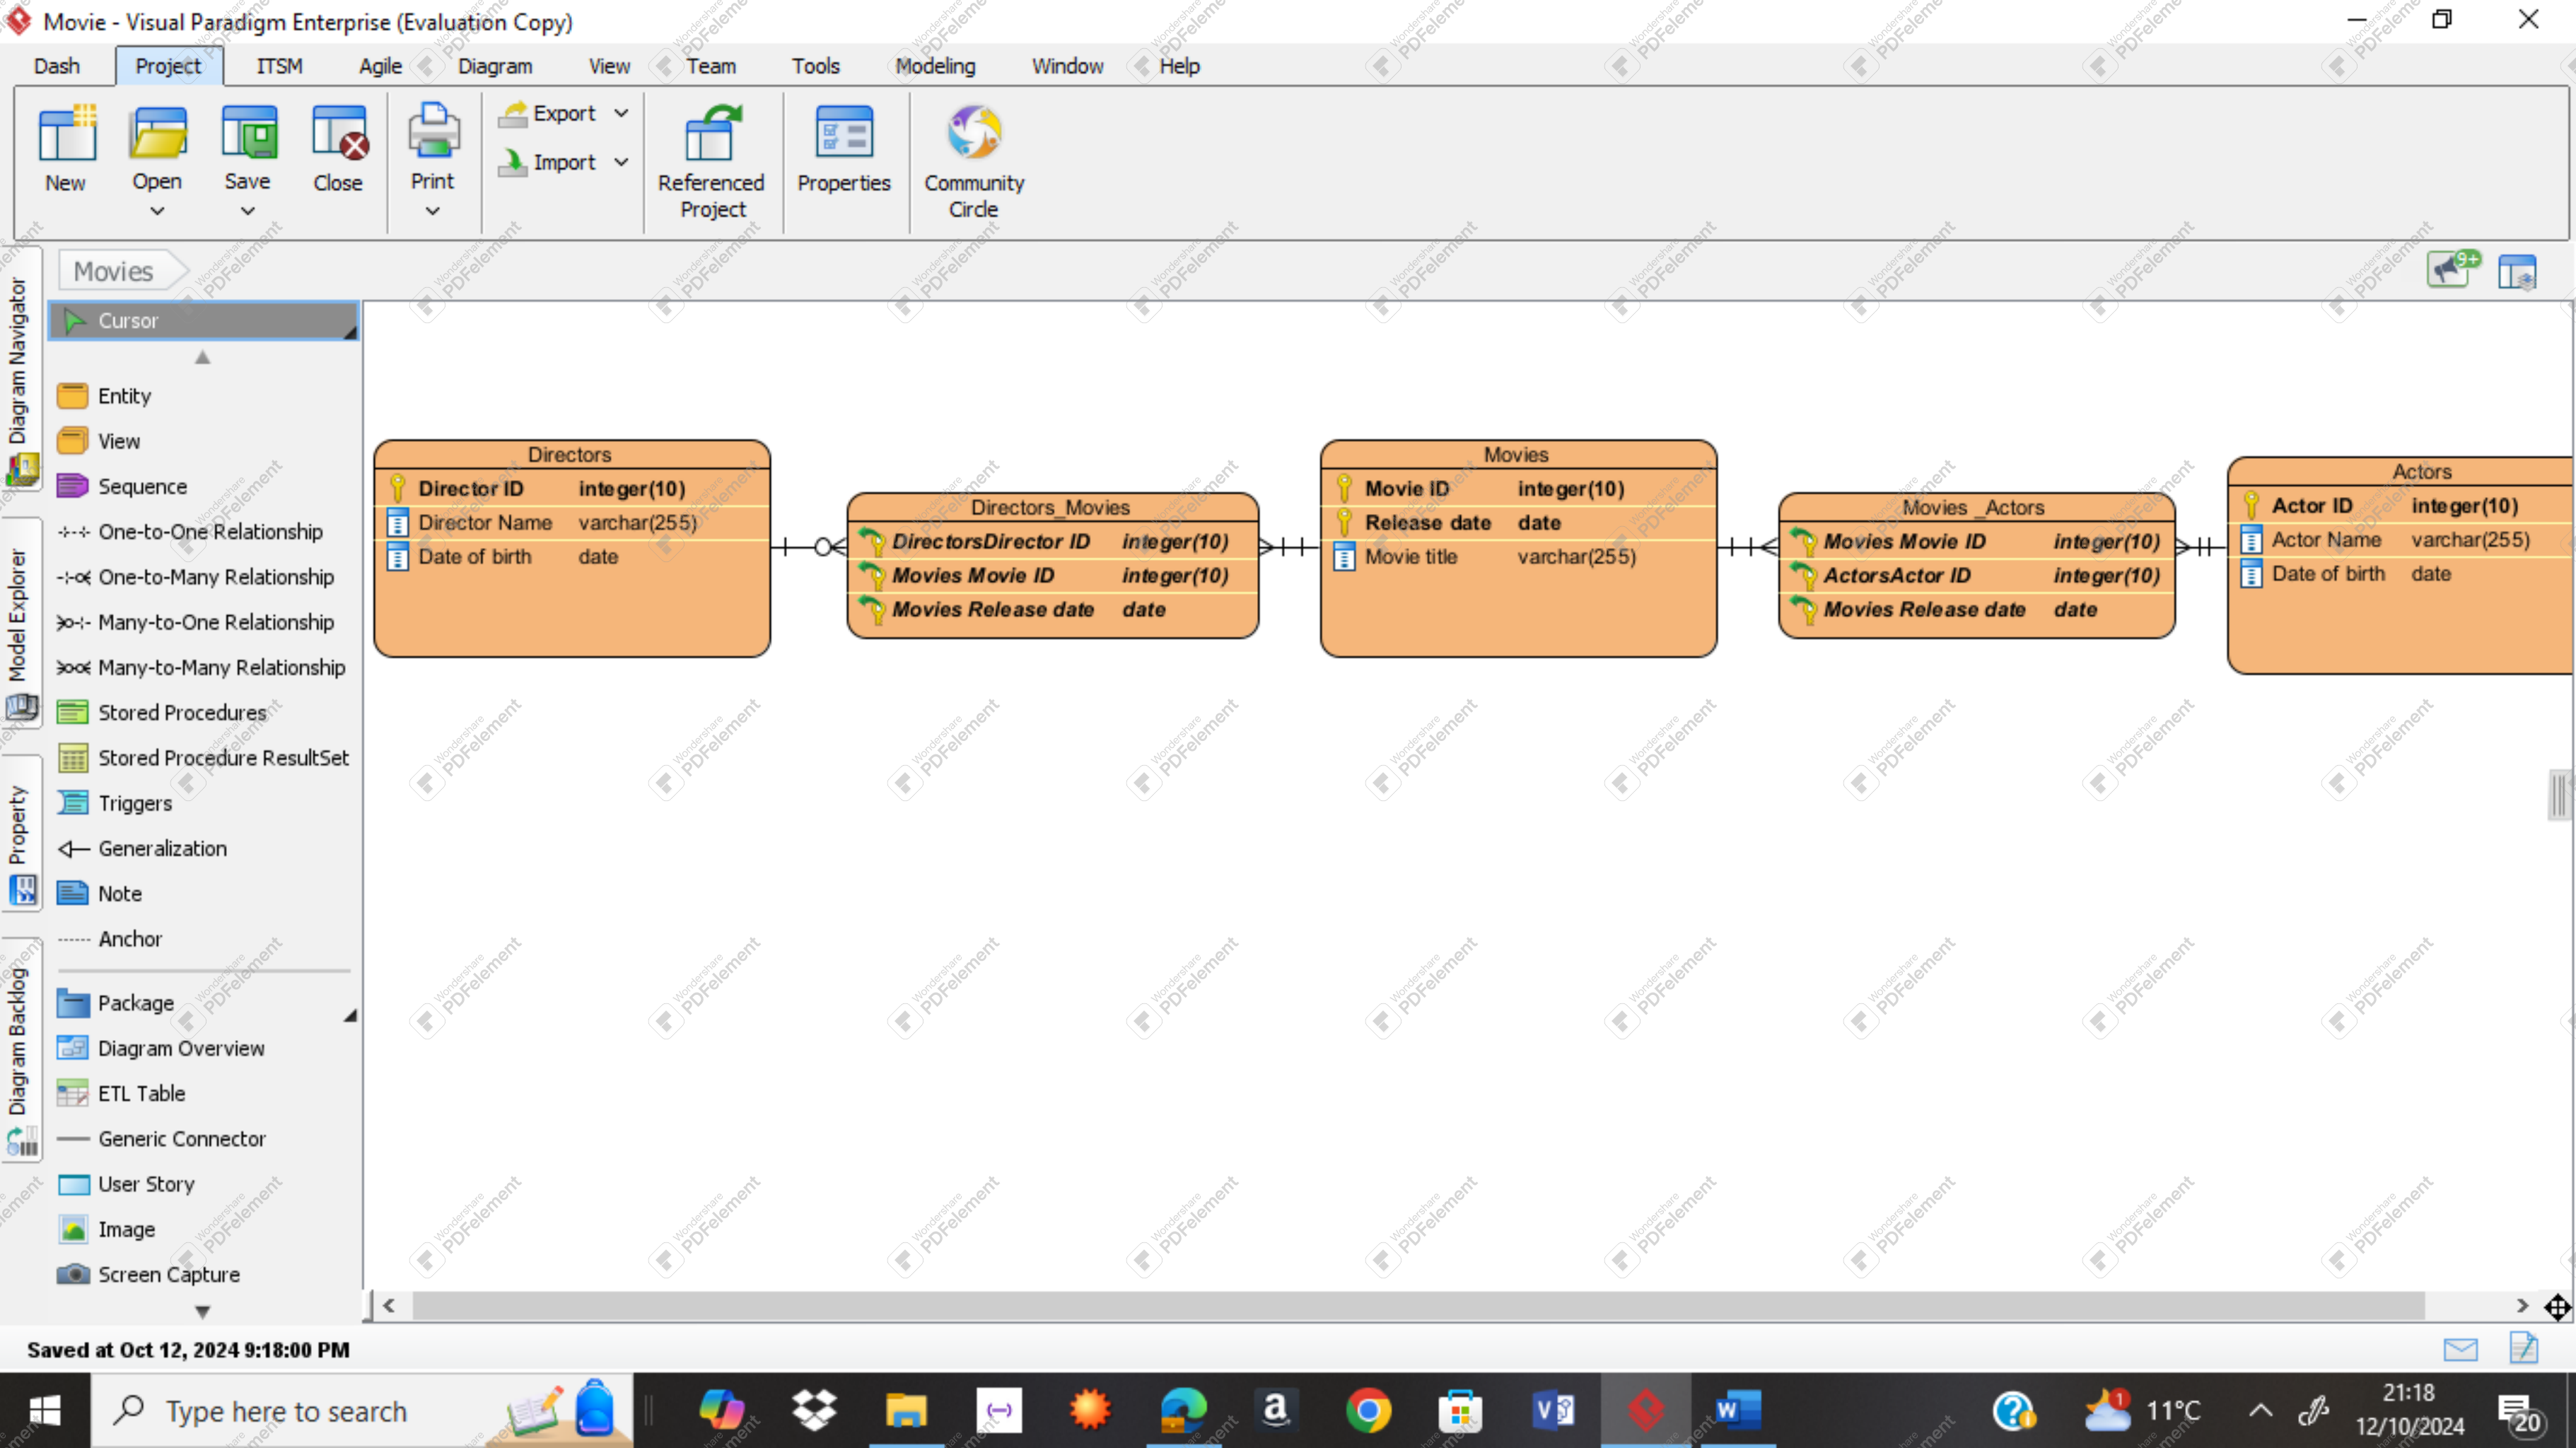 Movie - Visual Paradigm Enterprise (Evaluation Copy)
Dash Project ITSM Agile Diagram View Team Tools Modeling Window Help
New Open Save Close Print Export Import Referenced Project Properties Community Circle
Movies
9+
Diagram Navigator
Model Explorer
Property
Diagram Backlog
Cursor
Entity
View
Sequence
One-to-One Relationship
One-to-Many Relationship
Many-to-One Relationship
Many-to-Many Relationship
Stored Procedures
Stored Procedure ResultSet
Triggers
Generalization
Note
Anchor
Package
Diagram Overview
ETL Table
Generic Connector
User Story
Image
Screen Capture
Directors
Director ID integer(10)
Director Name varchar(255)
Date of birth date
Directors_Movies
DirectorsDirector ID integer(10)
Movies Movie ID integer(10)
Movies Release date date
Movies
Movie ID integer(10)
Release date date
Movie title varchar(255)
Movies _Actors
Movies Movie ID integer(10)
ActorsActor ID integer(10)
Movies Release date date
Actors
Actor ID integer(10)
Actor Name varchar(255)
Date of birth date
Wondershare
PDFelement
Saved at Oct 12, 2024 9:18:00 PM
Type here to search
1
11°C
21:18
12/10/2024
20